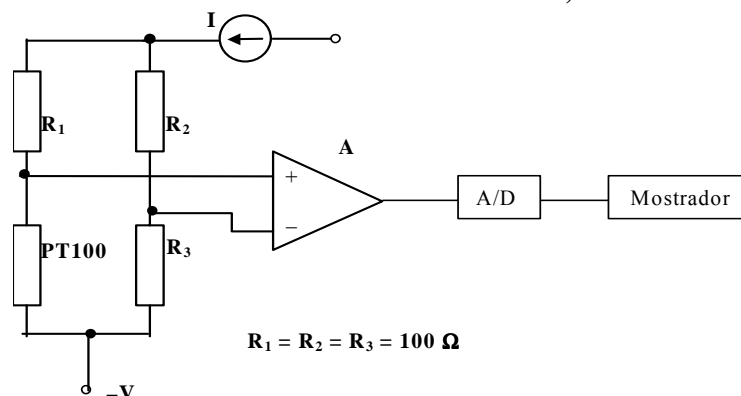 I
R1
R2
A
+
A/D
Mostrador
−
PT100
R3
R1 = R2 = R3 = 100 Ω
−V